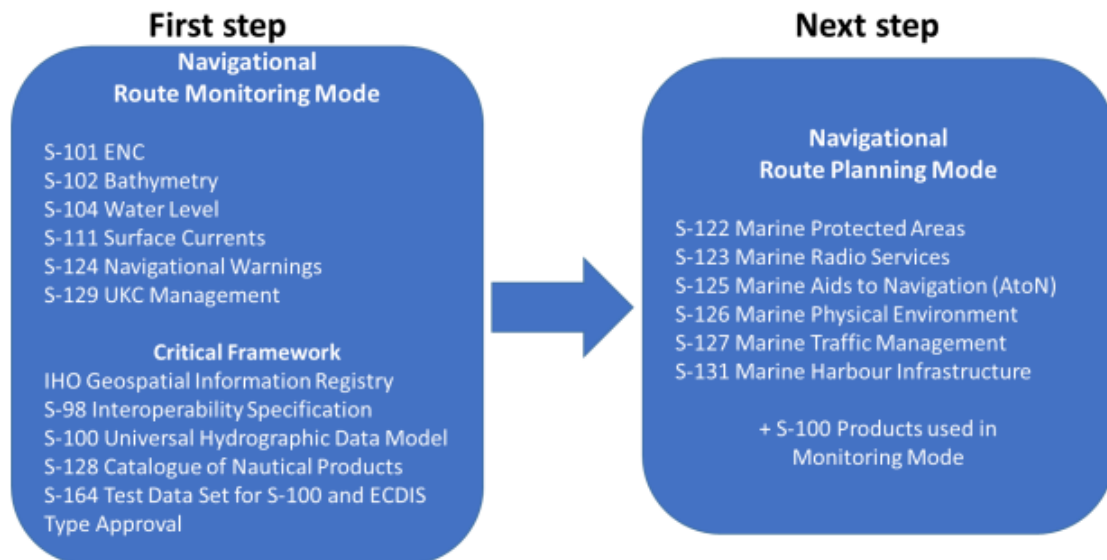 First step
Navigational
Route Monitoring Mode
S-101 ENC
S-102 Bathymetry
S-104 Water Level
S-111 Surface Currents
S-124 Navigational Warnings
S-129 UKC Management
Critical Framework
IHO Geospatial Information Registry
S-98 Interoperability Specification
S-100 Universal Hydrographic Data Model
S-128 Catalogue of Nautical Products
S-164 Test Data Set for S-100 and ECDIS
Type Approval
Next step
Navigational
Route Planning Mode
S-122 Marine Protected Areas
S-123 Marine Radio Services
S-125 Marine Aids to Navigation (AtoN)
S-126 Marine Physical Environment
S-127 Marine Traffic Management
S-131 Marine Harbour Infrastructure
+ S-100 Products used in
Monitoring Mode